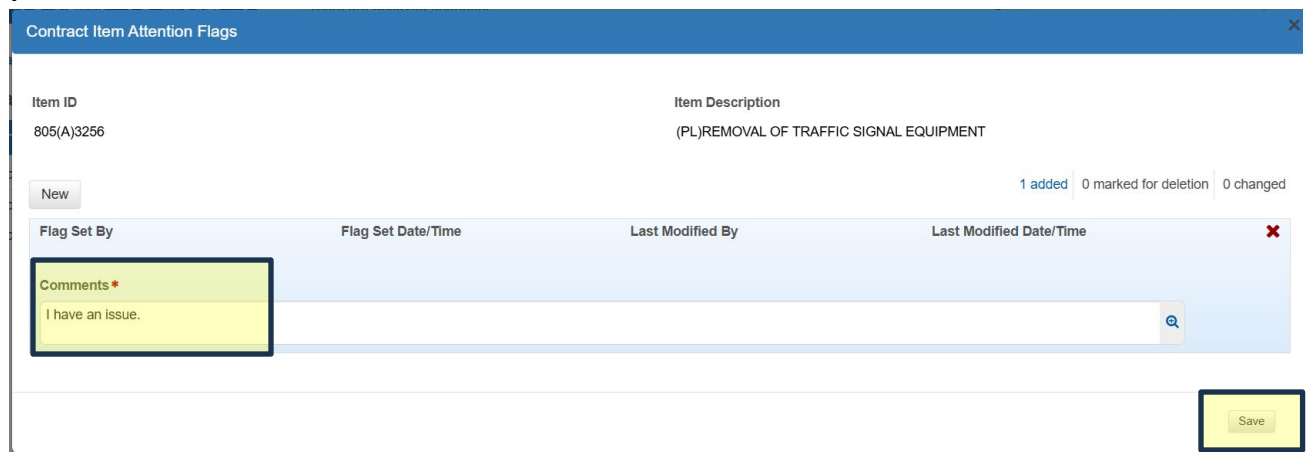 Contract Item Attention Flags
Item ID Item Description
805(A)3256 (PL)REMOVAL OF TRAFFIC SIGNAL EQUIPMENT
New 1 added 0 marked for deletion 0 changed
Flag Set By Flag Set Date/Time Last Modified By Last Modified Date/Time
Comments*
I have an issue.
Save